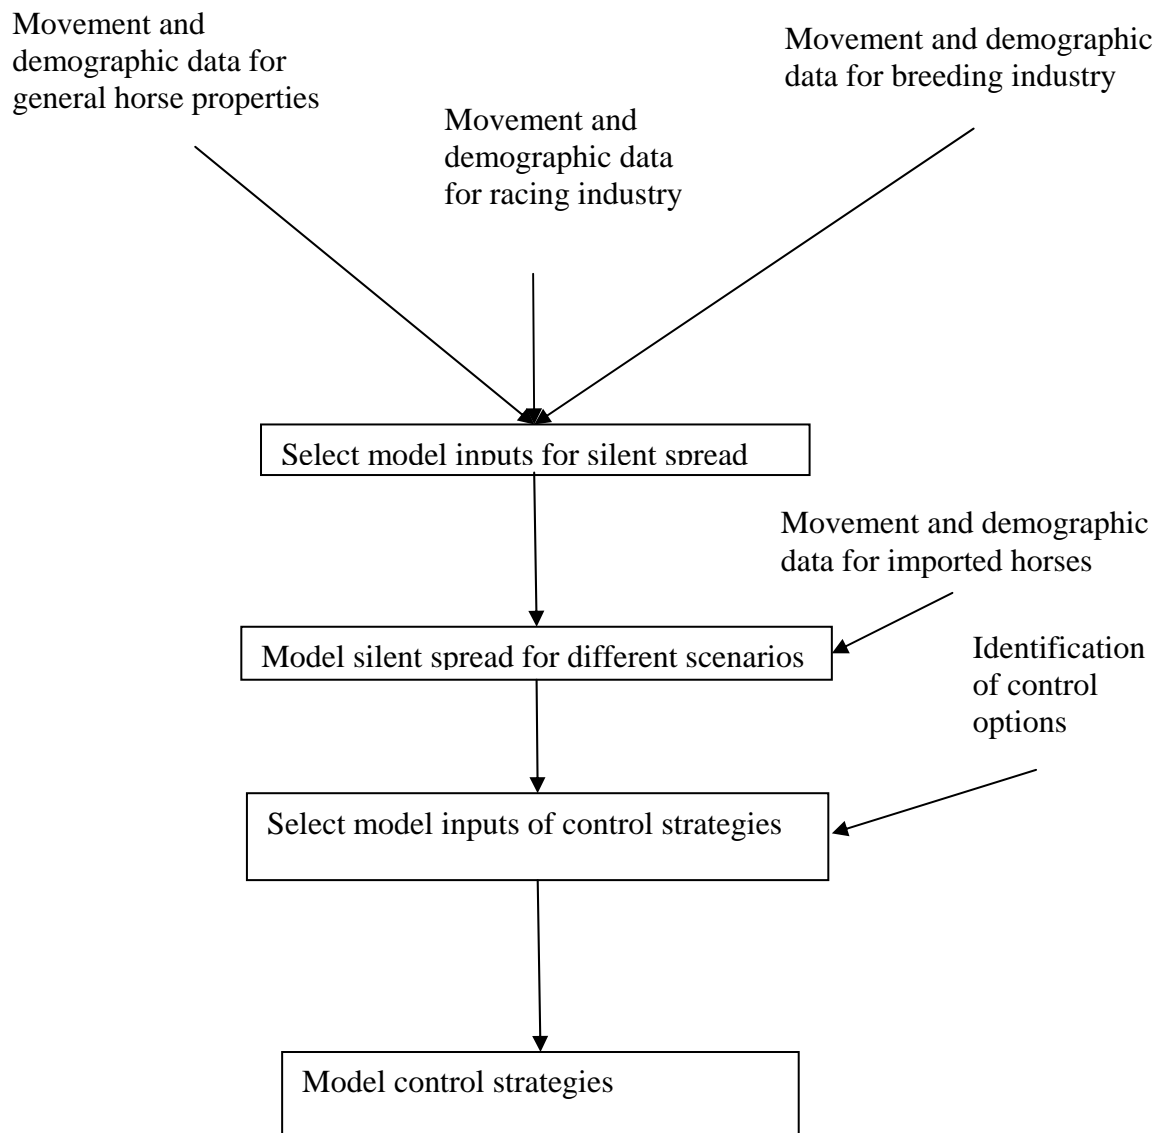 Movement and
demographic data for
general horse properties
Movement and demographic
data for breeding industry
Movement and
demographic data
for racing industry
Select model inputs for silent spread
Movement and demographic
data for imported horses
Model silent spread for different scenarios
Identification
of control
options
Select model inputs of control strategies
Model control strategies